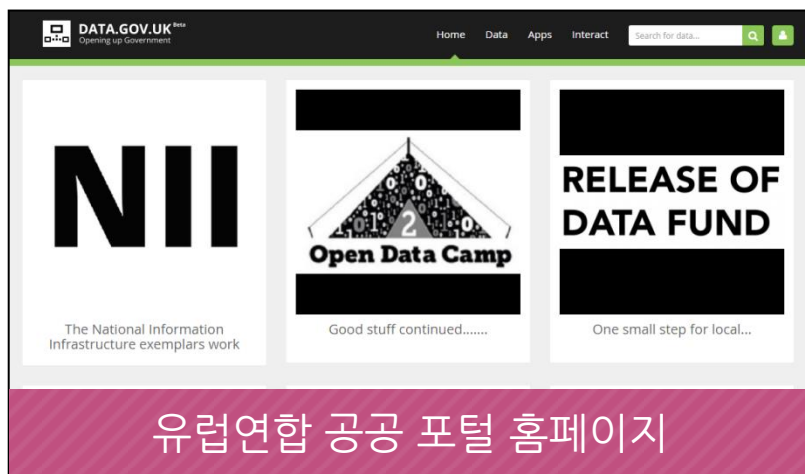 DATA.GOV.UK Beta
Opening up Government
Home Data Apps Interact Search for data...
NII
The National Information
Infrastructure exemplars work
2
Open Data Camp
Good stuff continued.......
RELEASE OF
DATA FUND
One small step for local...
유럽연합 공공 포털 홈페이지